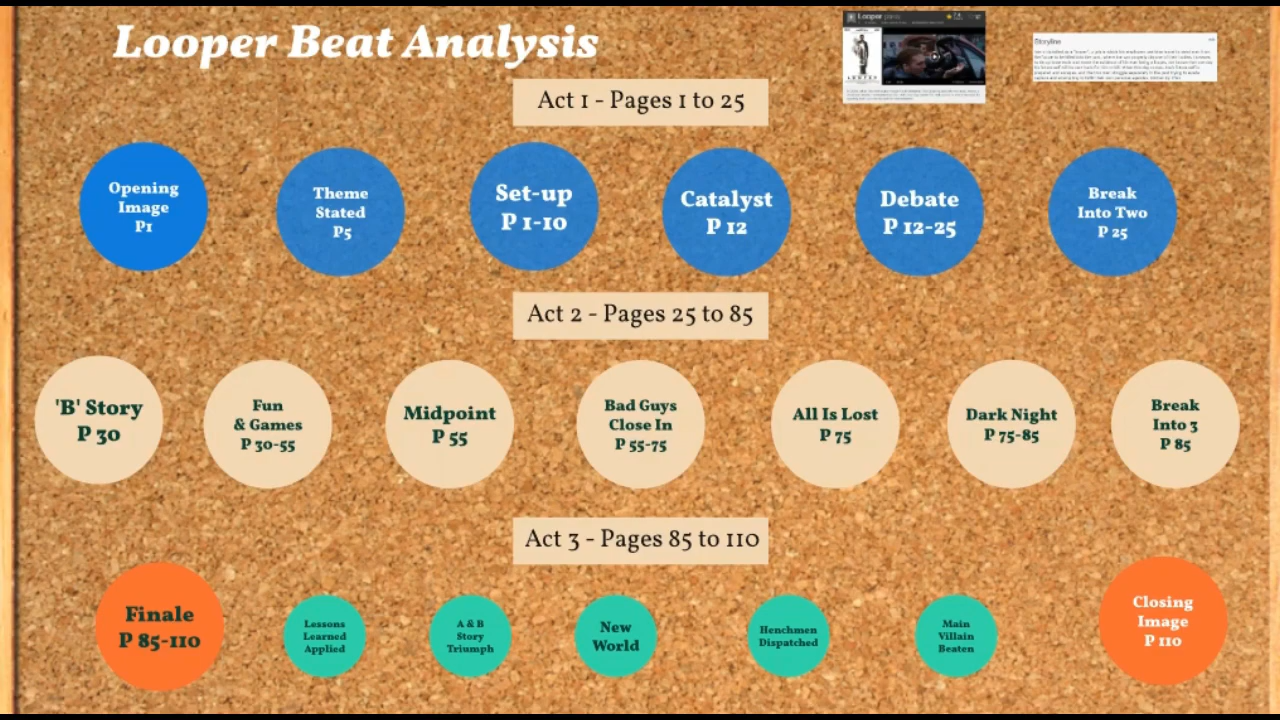 Looper Beat Analysis
Looper
Storyline
Act 1 - Pages 1 to 25
Opening
Image
P1
Theme
Stated
P5
Set-up
P 1-10
Catalyst
P 12
Debate
P 12-25
Break
Into Two
P 25
Act 2 - Pages 25 to 85
'B' Story
P 30
Fun
& Games
P 30-55
Midpoint
P 55
Bad Guys
Close In
P 55-75
All Is Lost
P 75
Dark Night
P 75-85
Break
Into 3
P 85
Act 3 - Pages 85 to 110
Finale
P 85-110
Lessons
Learned
Applied
A & B
Story
Triumph
New
World
Henchmen
Dispatched
Main
Villain
Beaten
Closing
Image
P 110